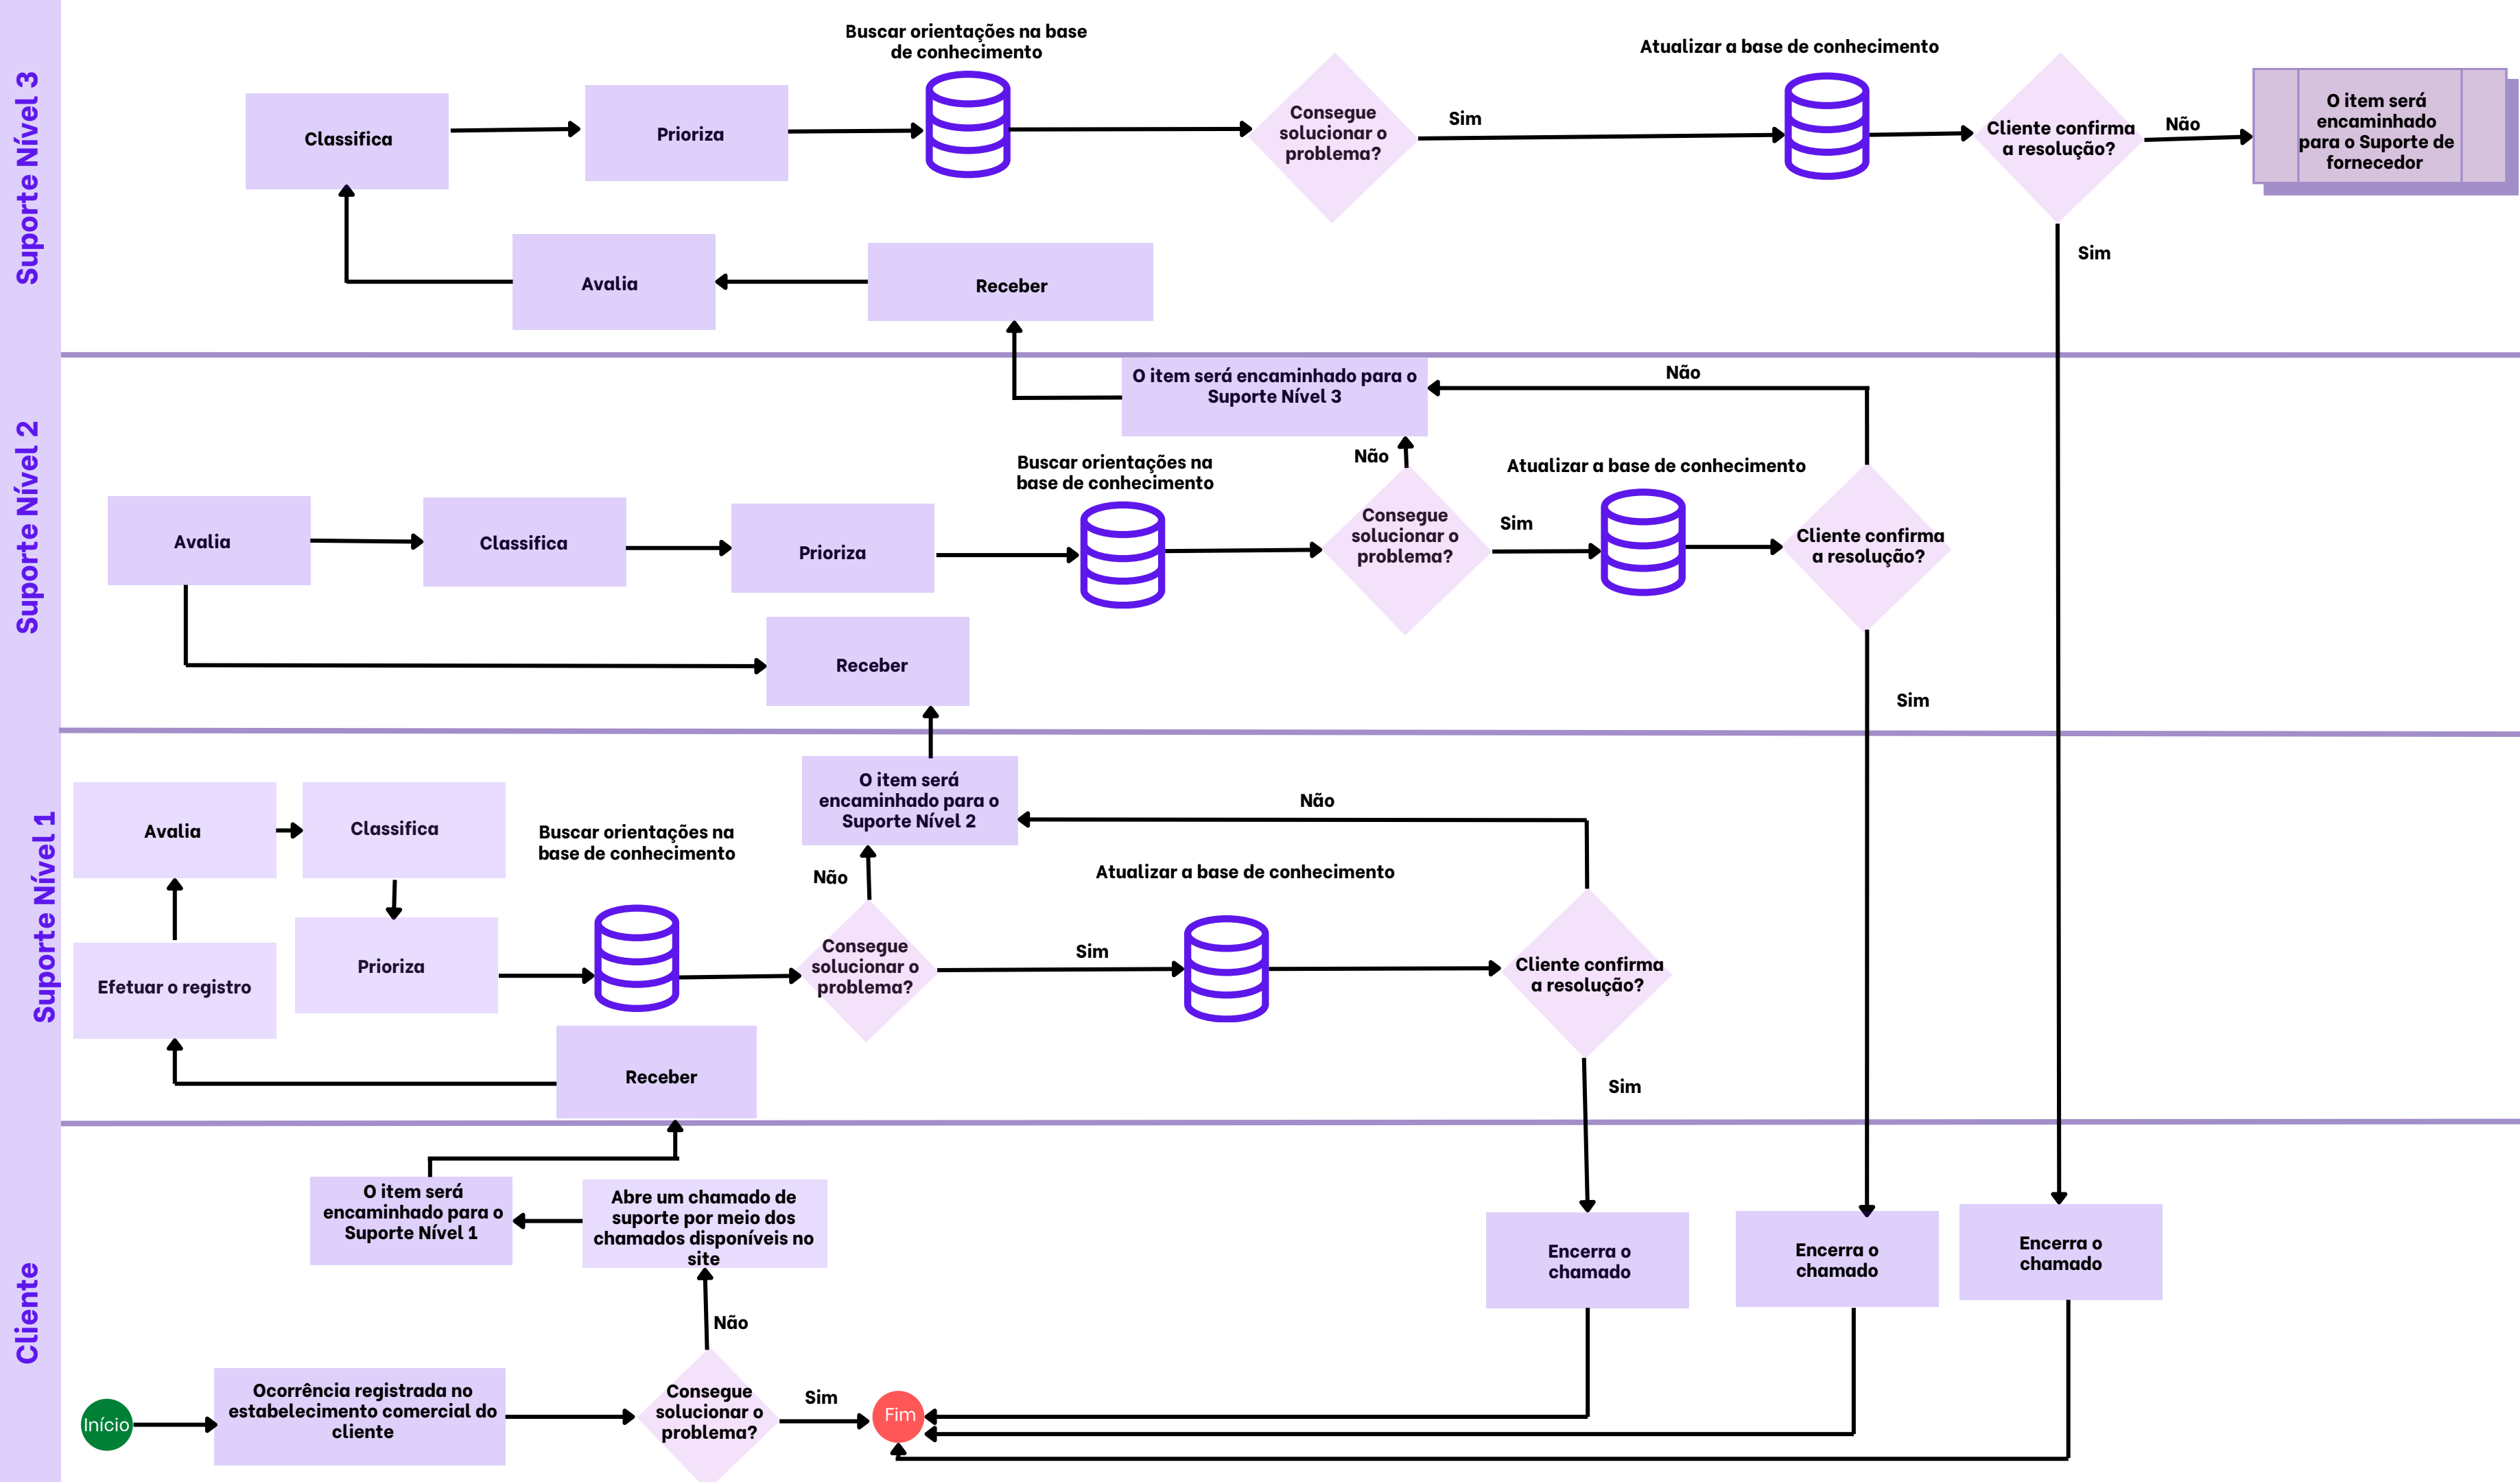 Suporte Nível 3
Buscar orientações na base
de conhecimento
Atualizar a base de conhecimento
Classifica
Prioriza
Consegue
solucionar o
problema?
Sim
Cliente confirma
a resolução?
Não
O item será
encaminhado
para o Suporte de
fornecedor
Sim
Avalia
Receber
Suporte Nível 2
O item será encaminhado para o
Suporte Nível 3
Não
Não
Buscar orientações na
base de conhecimento
Atualizar a base de conhecimento
Avalia
Classifica
Prioriza
Consegue
solucionar o
problema?
Sim
Cliente confirma
a resolução?
Receber
Sim
Suporte Nível 1
O item será
encaminhado para o
Suporte Nível 2
Não
Avalia
Classifica
Buscar orientações na
base de conhecimento
Não
Atualizar a base de conhecimento
Efetuar o registro
Prioriza
Consegue
solucionar o
problema?
Sim
Cliente confirma
a resolução?
Receber
Sim
Cliente
O item será
encaminhado para o
Suporte Nível 1
Abre um chamado de
suporte por meio dos
chamados disponíveis no
site
Encerra o
chamado
Encerra o
chamado
Encerra o
chamado
Não
Início
Ocorrência registrada no
estabelecimento comercial do
cliente
Consegue
solucionar o
problema?
Sim
Fim